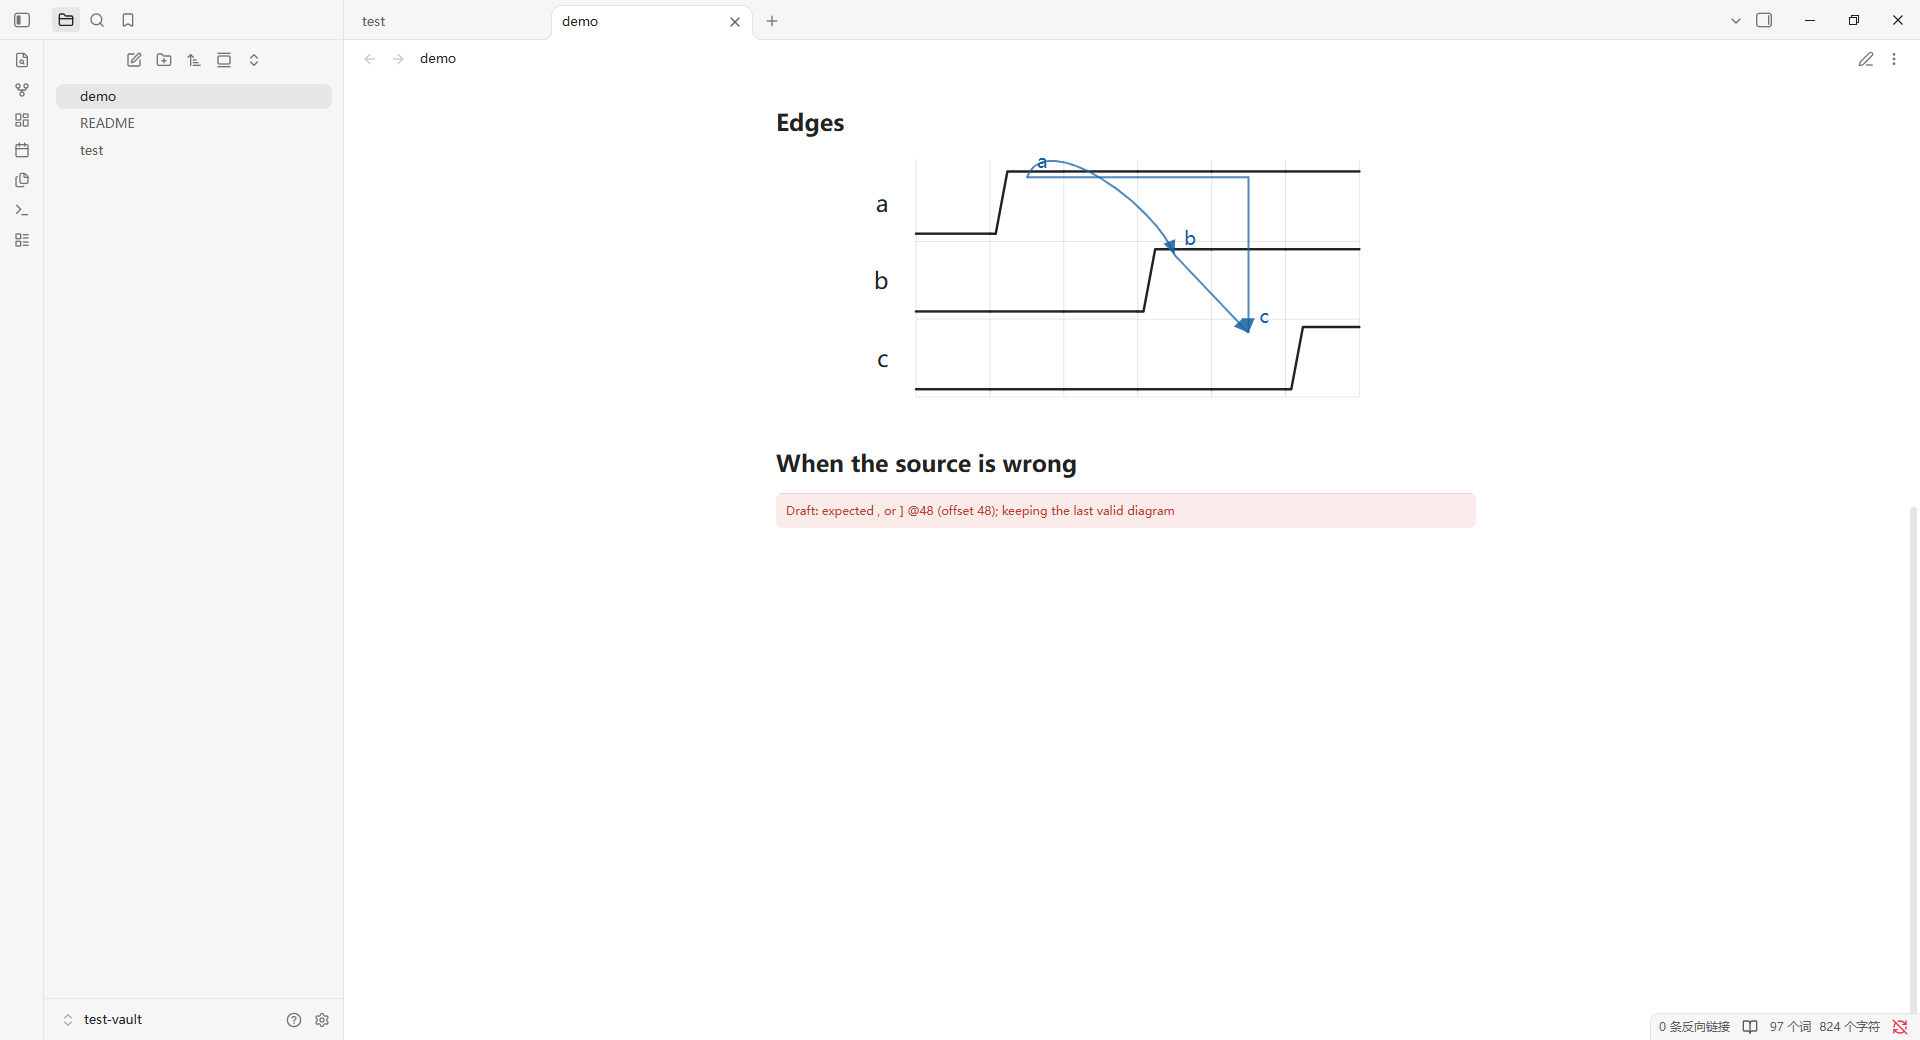 test
demo
demo
demo
README
test
Edges
a
a
b
b
c
c
When the source is wrong
Draft: expected , or ] @48 (offset 48); keeping the last valid diagram
test-vault
0 条反向链接 97 个词 824 个字符